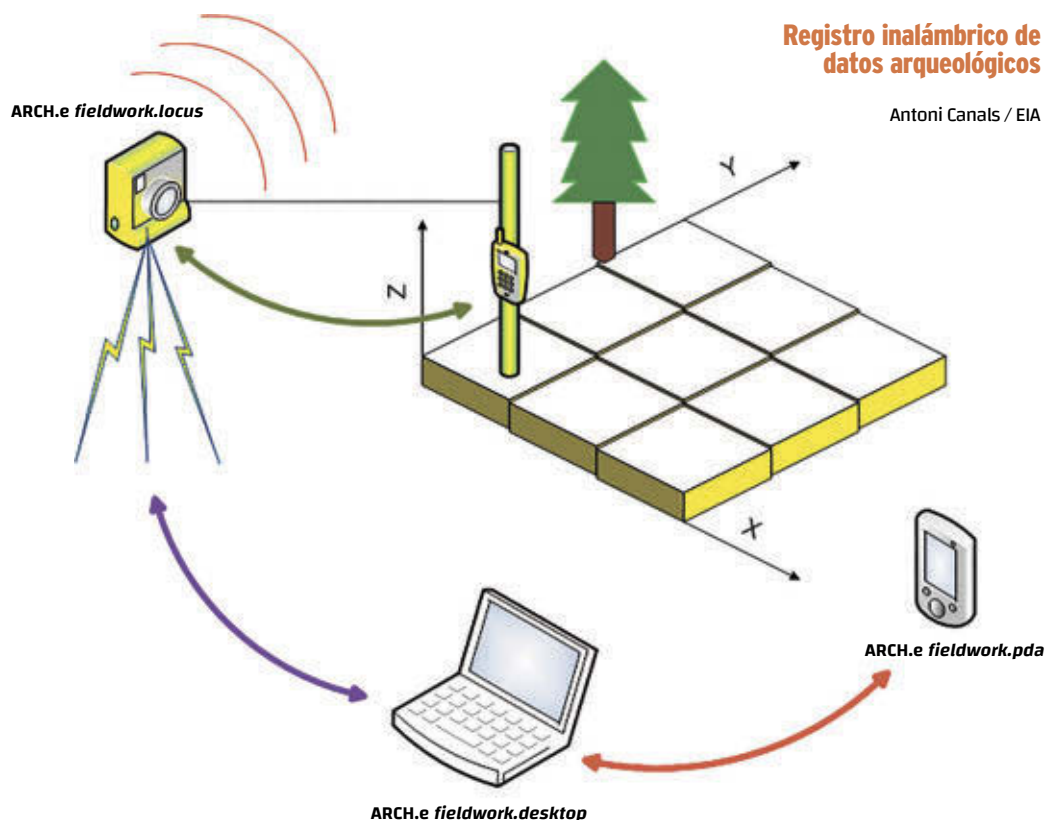 Registro inalámbrico de
datos arqueológicos
Antoni Canals / EIA
ARCH.e fieldwork.locus
Y
Z
X
ARCH.e fieldwork.pda
ARCH.e fieldwork.desktop